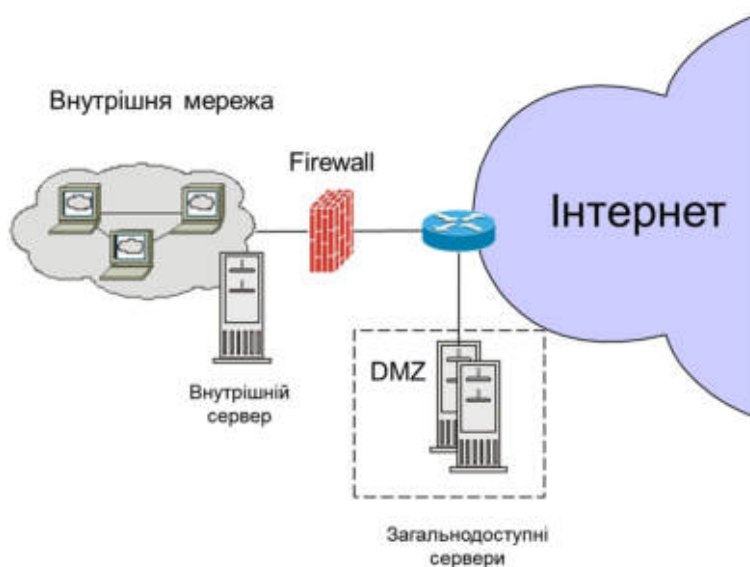 Внутрішня мережа
Firewall
Інтернет
DMZ
Внутрішній
сервер
Загальнодоступні
сервери